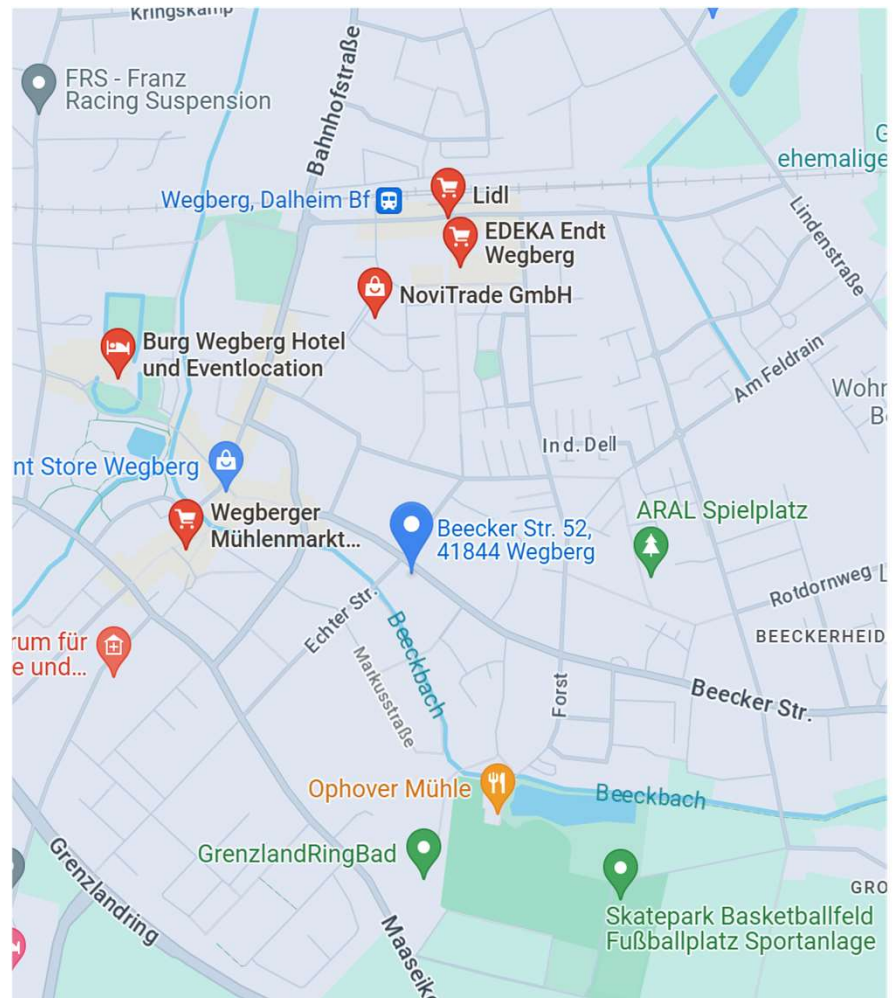 Kringskamp
FRS - Franz
Racing Suspension
Bahnhofstraße
ehemalige
Wegberg, Dalheim Bf
Lidl
EDEKA Endt
Wegberg
Lindenstraße
NoviTrade GmbH
Burg Wegberg Hotel
und Eventlocation
Am Feldrain
Ind. Dell
nt Store Wegberg
Wegberger
Mühlenmarkt...
Beecker Str. 52,
41844 Wegberg
ARAL Spielplatz
Rotdornweg
Echter Str.
Beeckbach
BEECKERHEID
rum für
e und...
Markusstraße
Forst
Beecker Str.
Ophover Mühle
Beeckbach
GrenzlandRingBad
Grenzlandring
GRO
Skatepark Basketballfeld
Fußballplatz Sportanlage
Maaseike